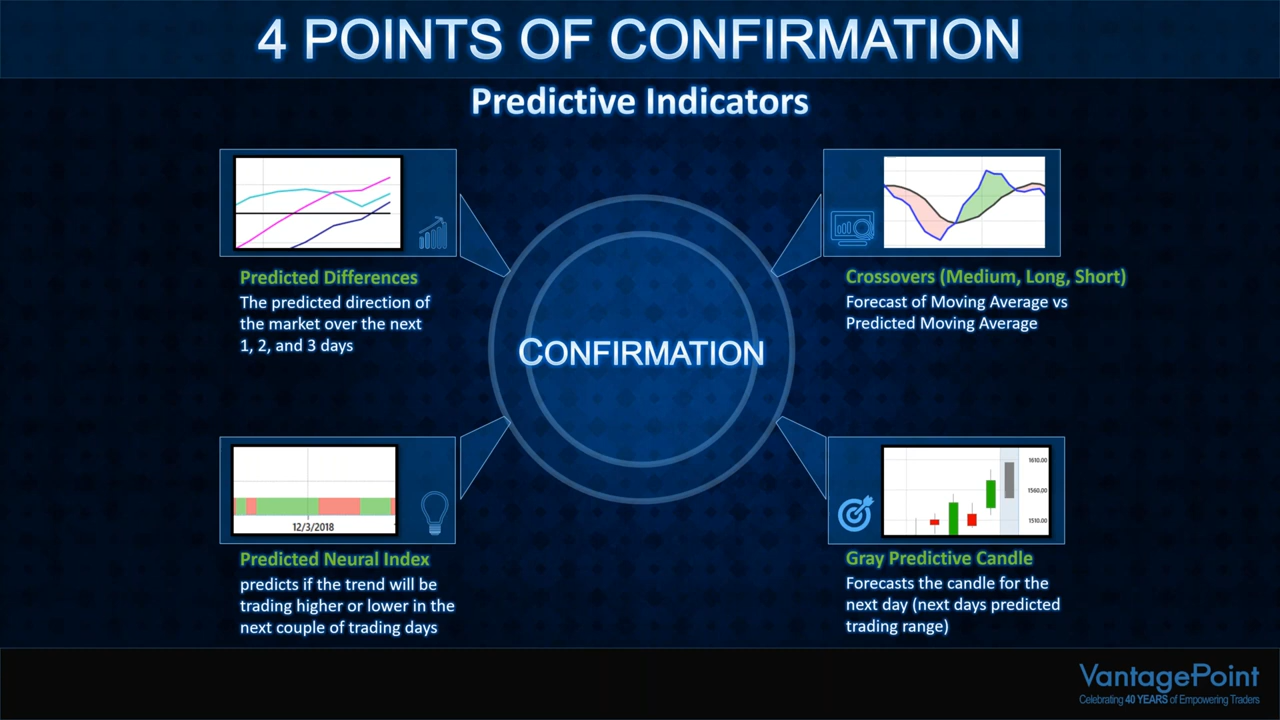 4 POINTS OF CONFIRMATION
Predictive Indicators
Predicted Differences
The predicted direction of
the market over the next
1, 2, and 3 days
Crossovers (Medium, Long, Short)
Forecast of Moving Average vs
Predicted Moving Average
CONFIRMATION
12/3/2018
Predicted Neural Index
predicts if the trend will be
trading higher or lower in the
next couple of trading days
1610.00
1560.00
1510.00
Gray Predictive Candle
Forecasts the candle for the
next day (next days predicted
trading range)
VantagePoint
Celebrating 40 YEARS of Empowering Traders